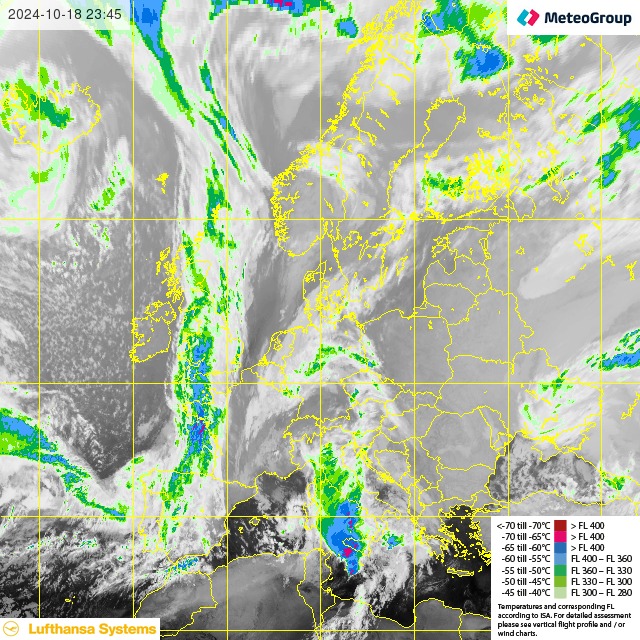 2024-10-18 23:45
MeteoGroup
<-70 till -70°C > FL 400
-70 till -65°C > FL 400
-65 till -60°C > FL 400
-60 till -55°C FL 400 – FL 360
-55 till -50°C FL 360 – FL 330
-50 till -45°C FL 330 – FL 300
-45 till -40°C FL 300 – FL 280
Temperatures and corresponding FL
according to ISA. For detailed assessment
please see vertical flight profile and / or
wind charts.
Lufthansa Systems